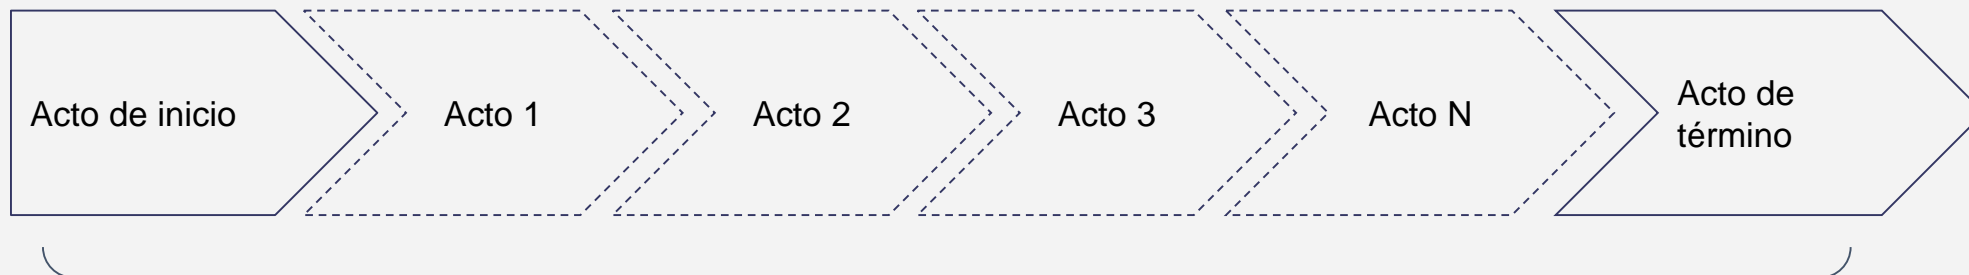 Acto de inicio
Acto 1
Acto 2
Acto 3
Acto N
Acto de
término